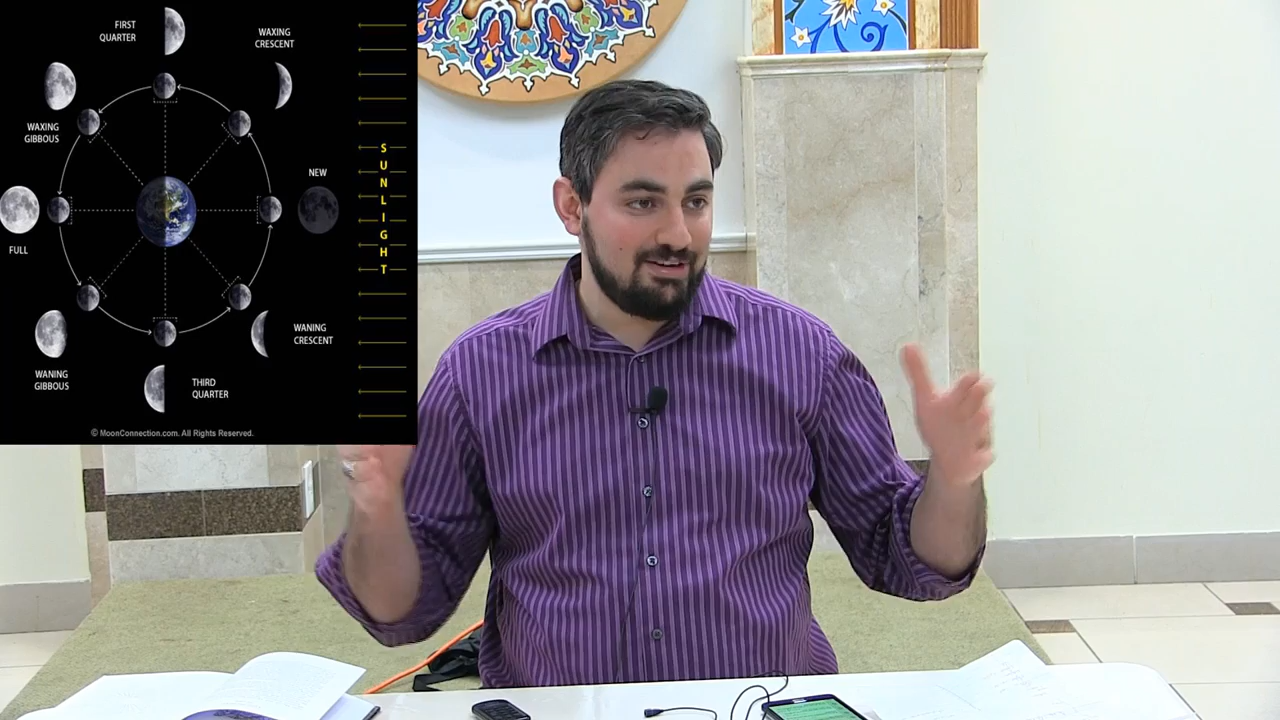 FIRST
QUARTER
WAXING
CRESCENT
WAXING
GIBBOUS
NEW
FULL
SUNLIGHT
WANING
CRESCENT
WANING
GIBBOUS
THIRD
QUARTER
© MoonConnection.com. All Rights Reserved.